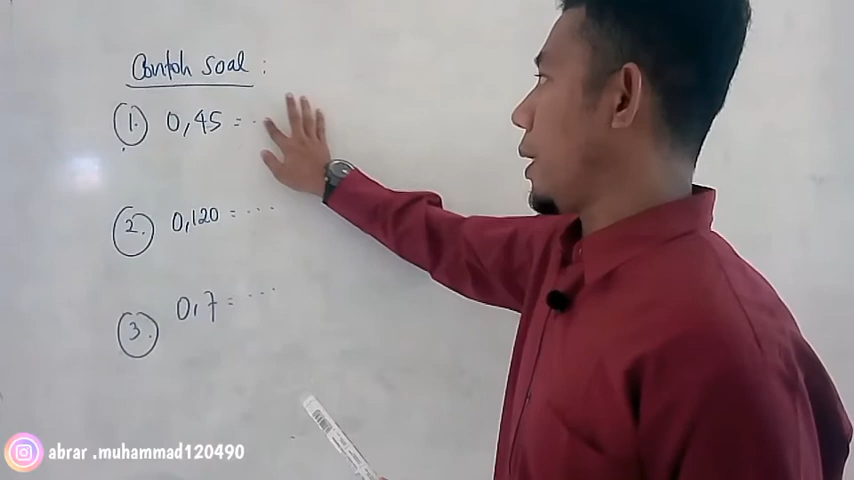 Contoh Soal :
1. 0,45 = ..
2. 0,120 = ...
3. 0,7 = ...
abrar .muhammad120490